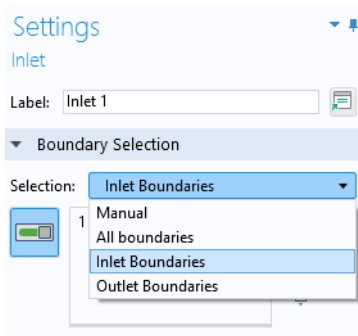 Settings
Inlet
Label: Inlet 1
Boundary Selection
Selection: Inlet Boundaries
1
Manual
All boundaries
Inlet Boundaries
Outlet Boundaries